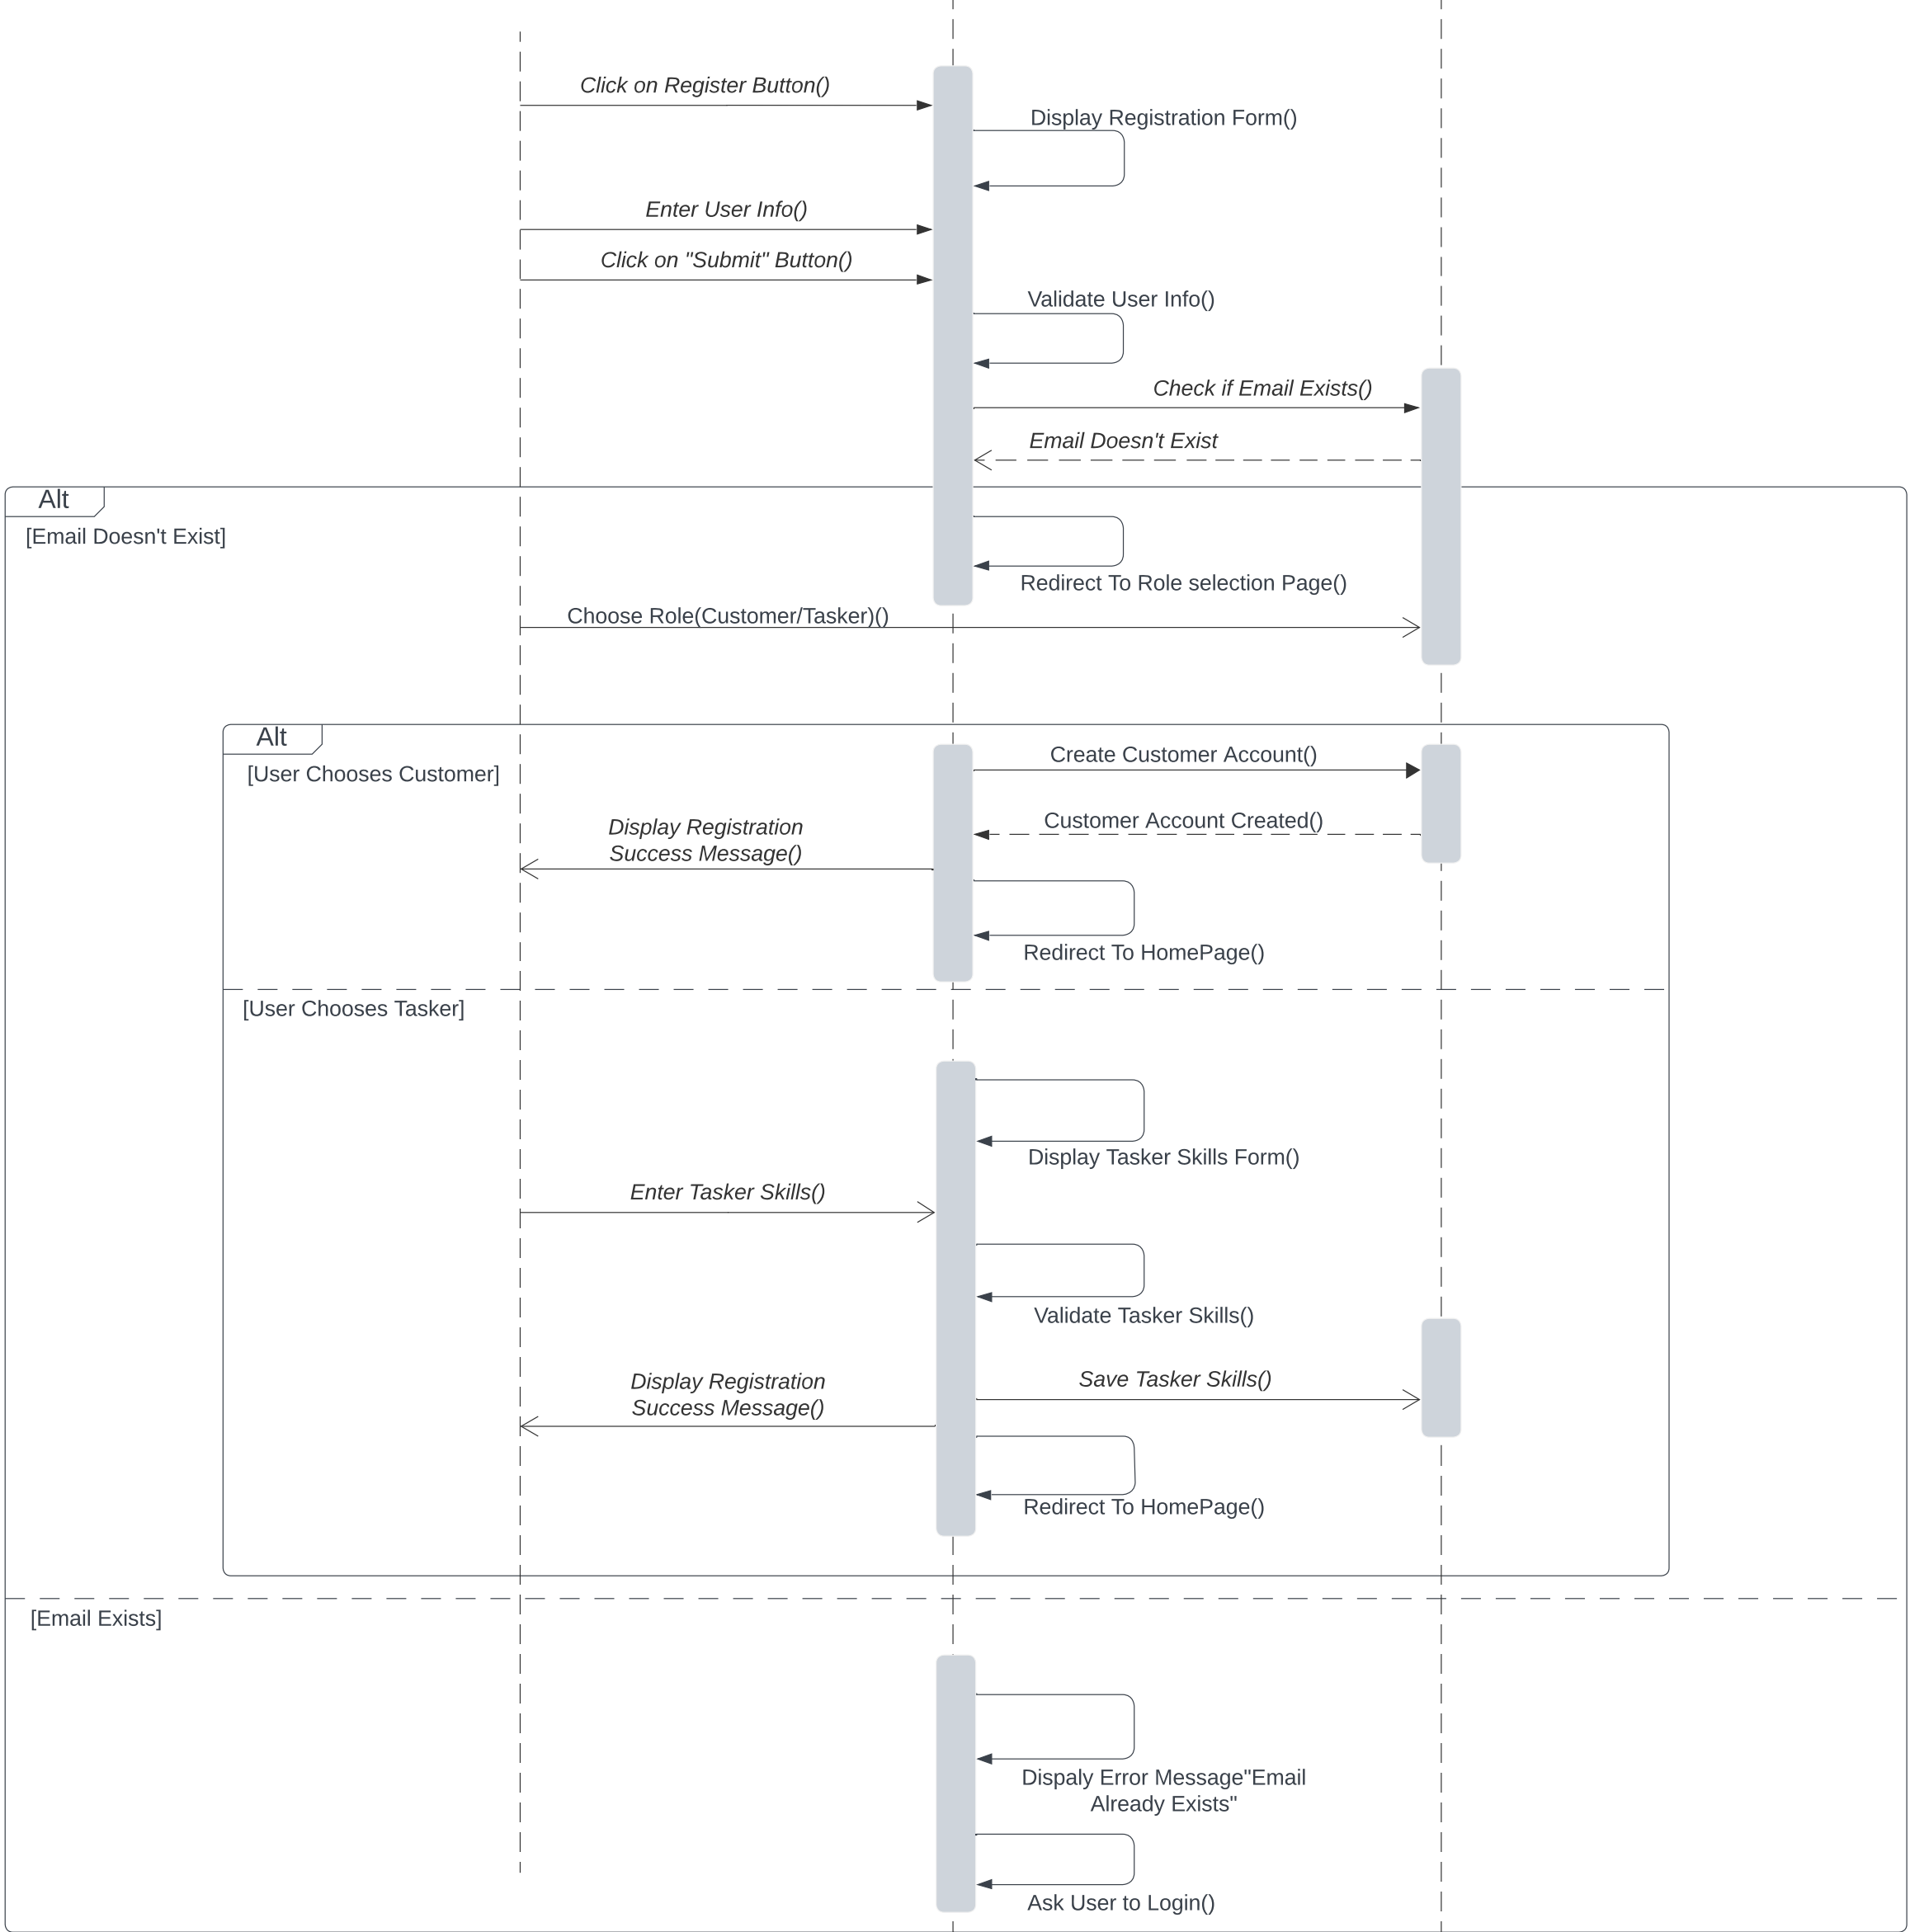 Click on Register Button()
Display Registration Form()
Enter User Info()
Click on "Submit" Button()
Validate User Info()
Check if Email Exists()
Email Doesn't Exist
Alt
[Email Doesn't Exist]
Redirect To Role selection Page()
Choose Role(Customer/Tasker)()
Alt
[User Chooses Customer]
Create Customer Account()
Customer Account Created()
Display Registration
Success Message()
Redirect To HomePage()
[User Chooses Tasker]
Display Tasker Skills Form()
Enter Tasker Skills()
Validate Tasker Skills()
Save Tasker Skills()
Display Registration
Success Message()
Redirect To HomePage()
[Email Exists]
Dispaly Error Message"Email
Already Exists"
Ask User to Login()